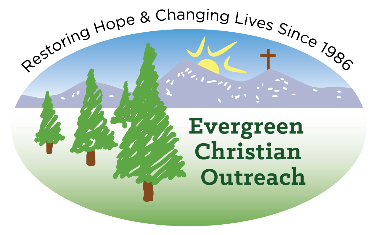 Restoring Hope & Changing Lives Since 1986
Evergreen
Christian
Outreach